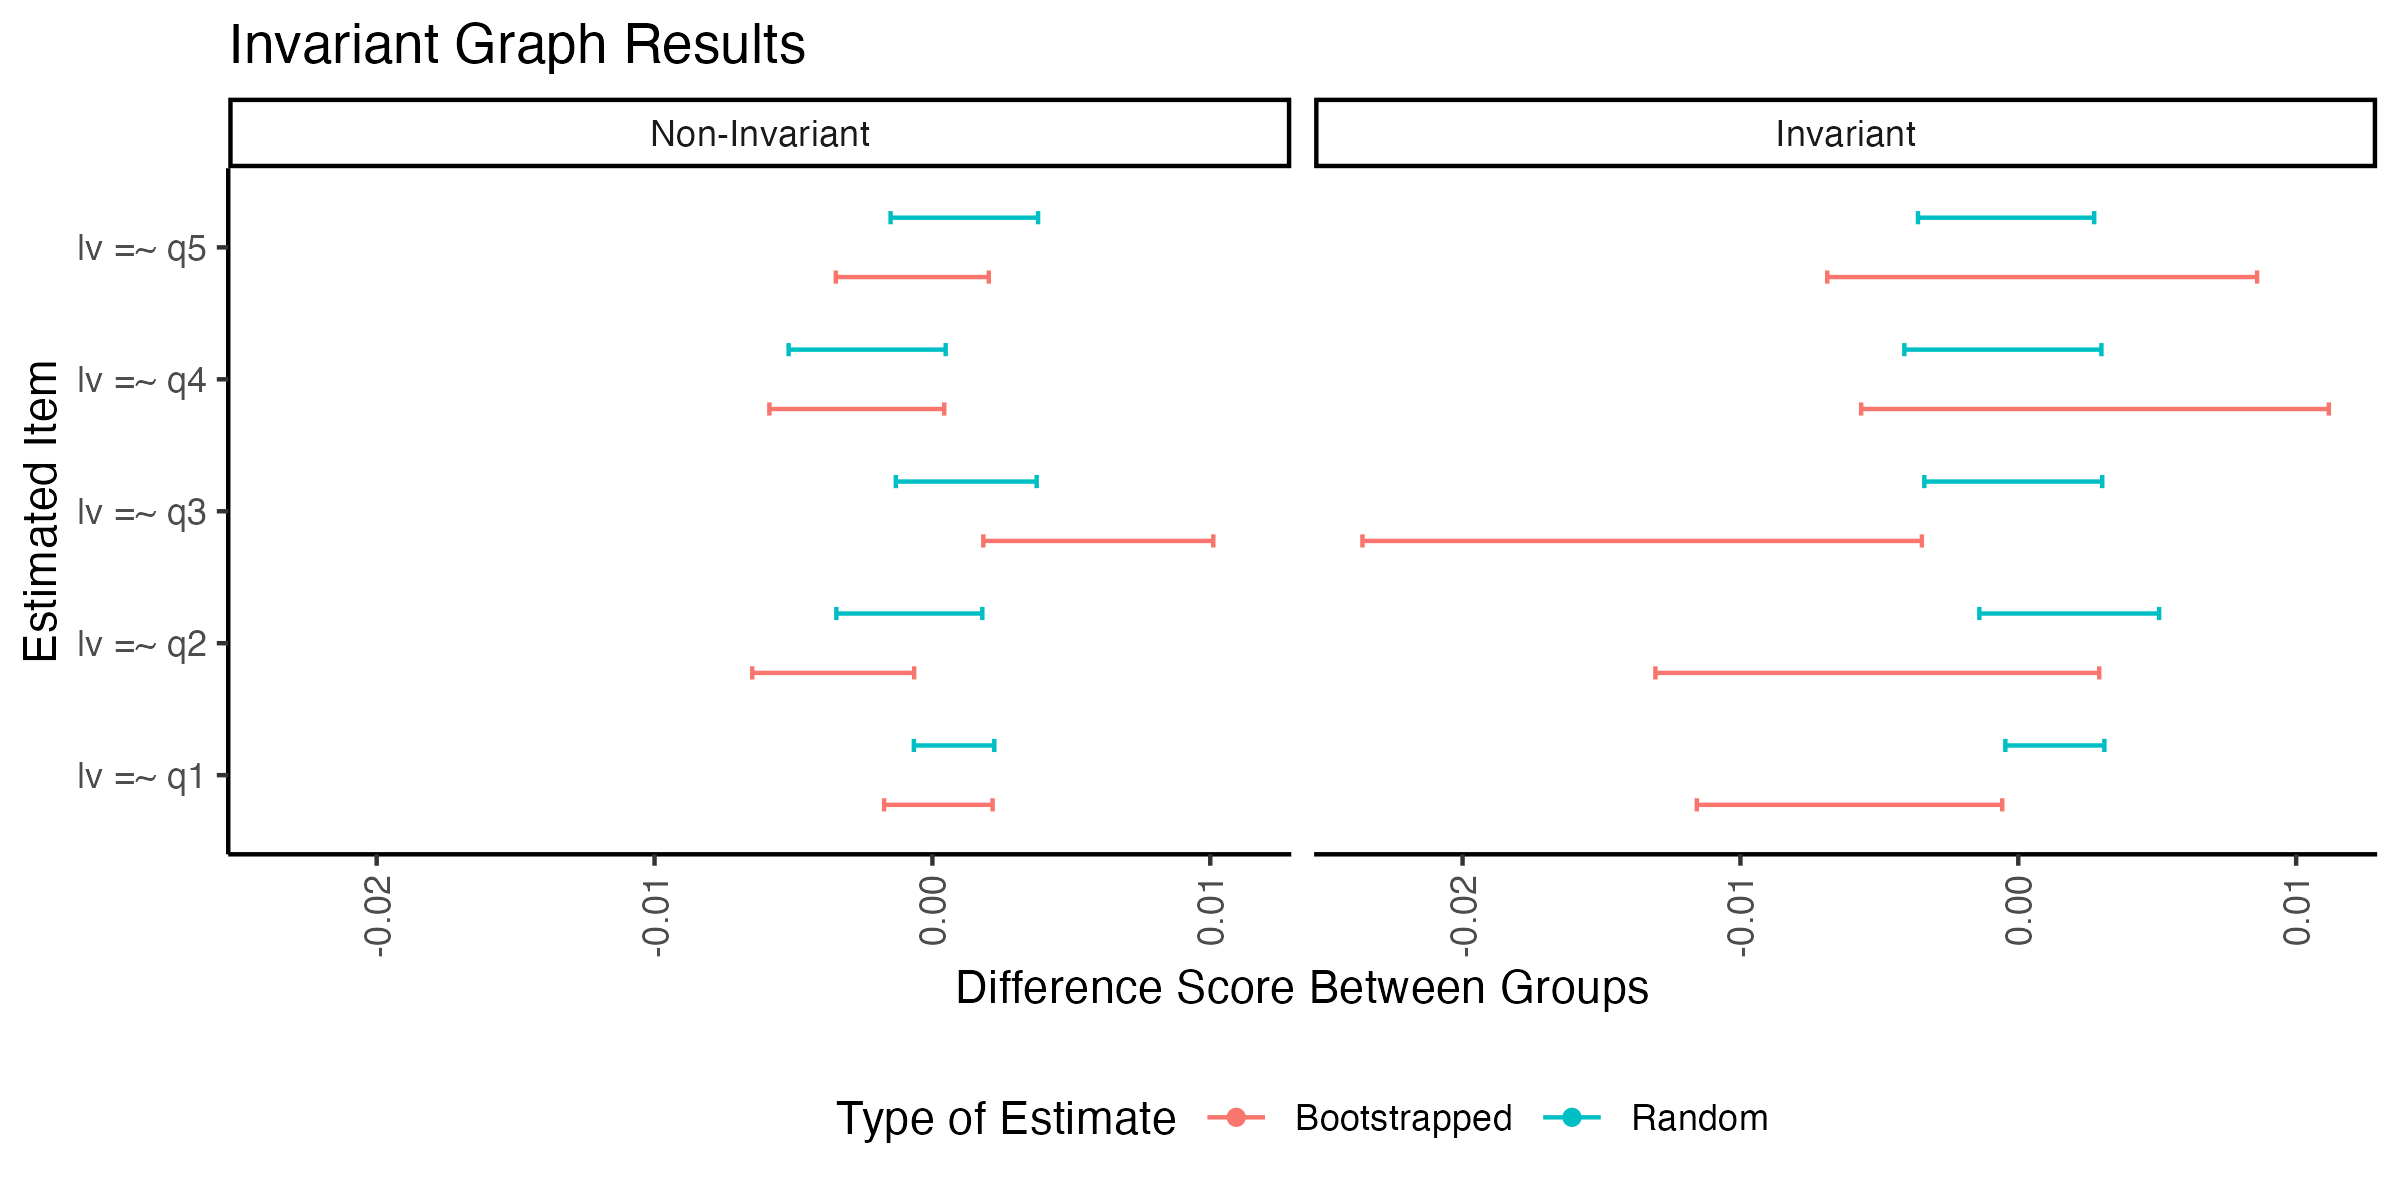 Invariant Graph Results
Non-Invariant
Invariant
Estimated Item
lv =~ q5
lv =~ q4
lv =~ q3
lv =~ q2
lv =~ q1
-0.02
-0.01
0.00
0.01
-0.02
-0.01
0.00
0.01
Difference Score Between Groups
Type of Estimate
Bootstrapped
Random